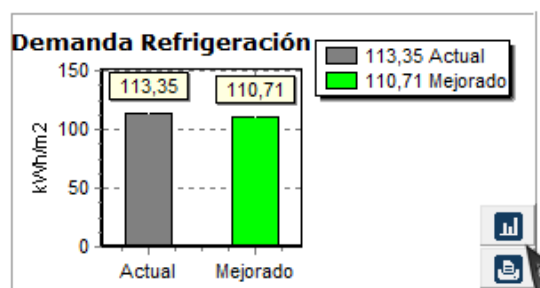 Demanda Refrigeración
113,35 Actual
110,71 Mejorado
150
113,35
110,71
100
kWh/m2
50
0
Actual
Mejorado